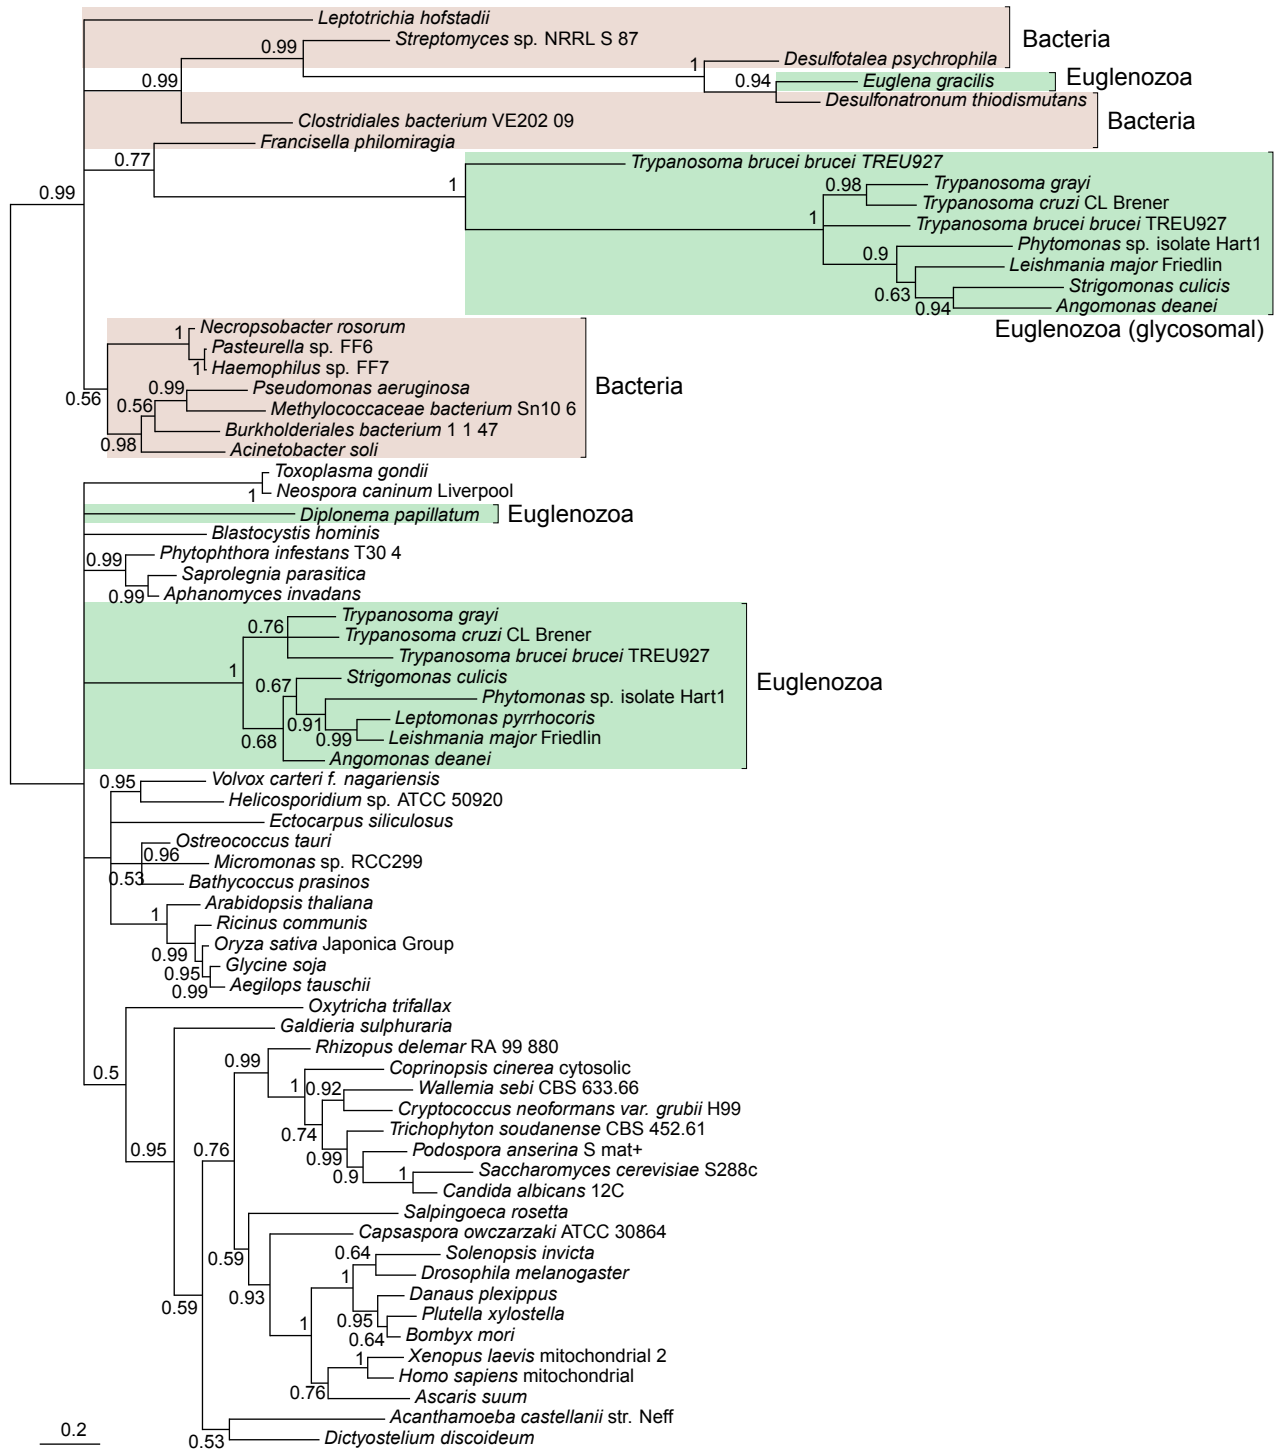 Leptotrichia hofstadii
0.99
Streptomyces sp. NRRL S 87
Bacteria
1
Desulfotalea psychrophila
0.99
0.94
Euglena gracilis
Euglenozoa
Desulfonatronum thiodismutans
Clostridiales bacterium VE202 09
Bacteria
Francisella philomiragia
0.77
Trypanosoma brucei brucei TREU927
0.99
1
0.98
Trypanosoma grayi
Trypanosoma cruzi CL Brener
1
Trypanosoma brucei brucei TREU927
0.9
Phytomonas sp. isolate Hart1
Leishmania major Friedlin
0.63
Strigomonas culicis
0.94
Angomonas deanei
Euglenozoa (glycosomal)
1
Necropsobacter rosorum
Pasteurella sp. FF6
1
Haemophilus sp. FF7
0.56
0.99
Pseudomonas aeruginosa
Bacteria
0.56
Methylococcaceae bacterium Sn10 6
Burkholderiales bacterium 1 1 47
0.98
Acinetobacter soli
Toxoplasma gondii
1
Neospora caninum Liverpool
Diplonema papillatum
Euglenozoa
Blastocystis hominis
0.99
Phytophthora infestans T30 4
Saprolegnia parasitica
0.99
Aphanomyces invadans
Trypanosoma grayi
0.76
Trypanosoma cruzi CL Brener
Trypanosoma brucei brucei TREU927
1
0.67
Strigomonas culicis
Euglenozoa
Phytomonas sp. isolate Hart1
0.91
Leptomonas pyrrhocoris
0.68
0.99
Leishmania major Friedlin
Angomonas deanei
0.95
Volvox carteri f. nagariensis
Helicosporidium sp. ATCC 50920
Ectocarpus siliculosus
Ostreococcus tauri
0.96
Micromonas sp. RCC299
0.53
Bathycoccus prasinos
Arabidopsis thaliana
1
Ricinus communis
0.99
Oryza sativa Japonica Group
0.95
Glycine soja
0.99
Aegilops tauschii
Oxytricha trifallax
Galdieria sulphuraria
Rhizopus delemar RA 99 880
0.99
0.5
Coprinopsis cinerea cytosolic
1
0.92
Wallemia sebi CBS 633.66
Cryptococcus neoformans var. grubii H99
0.74
Trichophyton soudanense CBS 452.61
0.95
0.76
0.99
Podospora anserina S mat+
0.9
1
Saccharomyces cerevisiae S288c
Candida albicans 12C
Salpingoeca rosetta
Capsaspora owczarzaki ATCC 30864
0.59
0.64
Solenopsis invicta
0.93
1
Drosophila melanogaster
0.59
Danaus plexippus
0.95
Plutella xylostella
1
0.64
Bombyx mori
1
Xenopus laevis mitochondrial 2
Homo sapiens mitochondrial
0.76
Ascaris suum
Acanthamoeba castellanii str. Neff
0.2
0.53
Dictyostelium discoideum